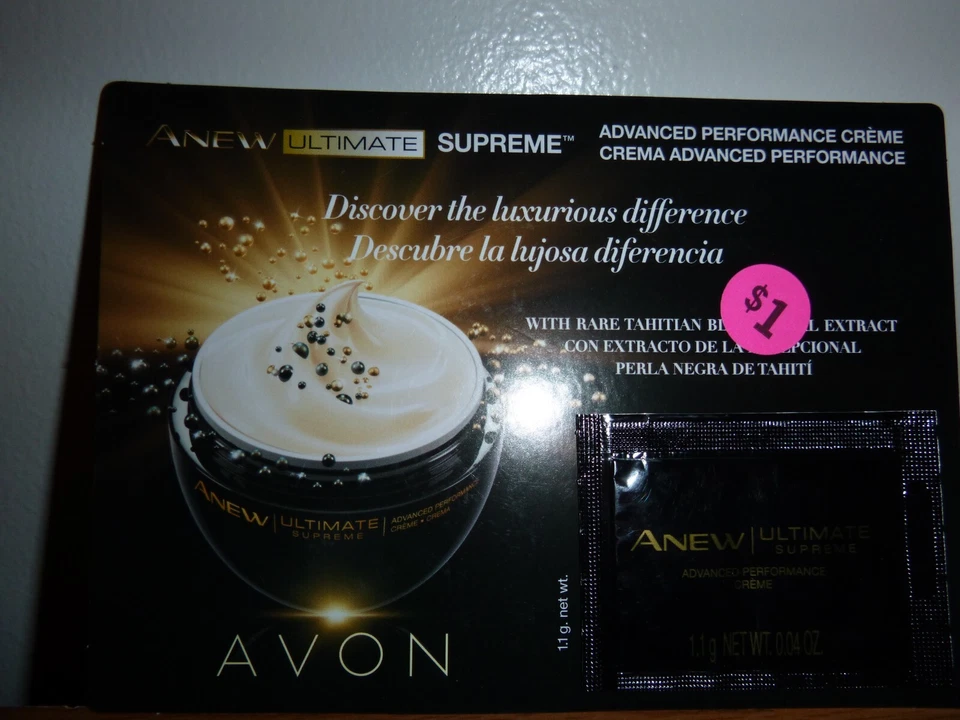 ANEW ULTIMATE SUPREME™
ADVANCED PERFORMANCE CRÈME
CREMA ADVANCED PERFORMANCE
Discover the luxurious difference
Descubre la lujosa diferencia
$1
WITH RARE TAHITIAN EXTRACT
CON EXTRACTO DE LA
PERLA NEGRA DE TAHITÍ
ANEW ULTIMATE
SUPREME
ADVANCED PERFORMANCE
CRÈME • CREMA
ANEW ULTIMATE
SUPREME
ADVANCED PERFORMANCE
CRÈME
1.1 g NET WT. 0.04 OZ.
1.1 g. net wt.
AVON